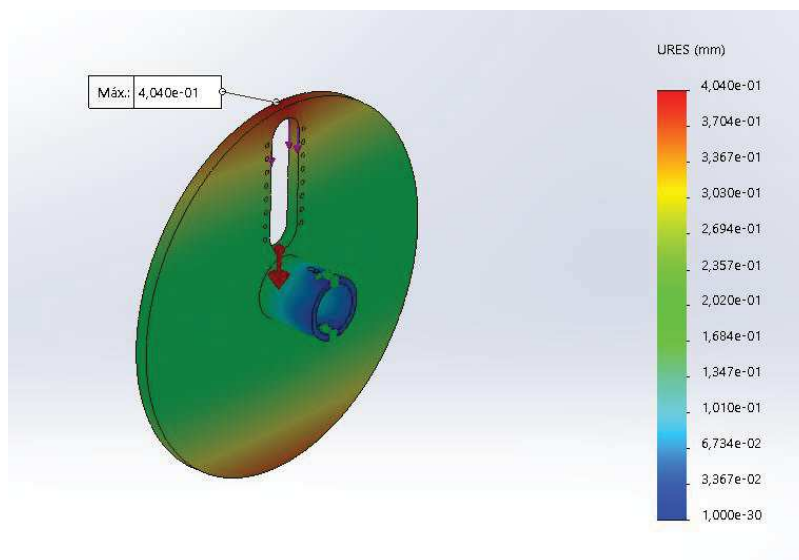 URES (mm)
Máx.: 4,040e-01
4,040e-01
3,704e-01
3,367e-01
3,030e-01
2,694e-01
2,357e-01
2,020e-01
1,684e-01
1,347e-01
1,010e-01
6,734e-02
3,367e-02
1,000e-30